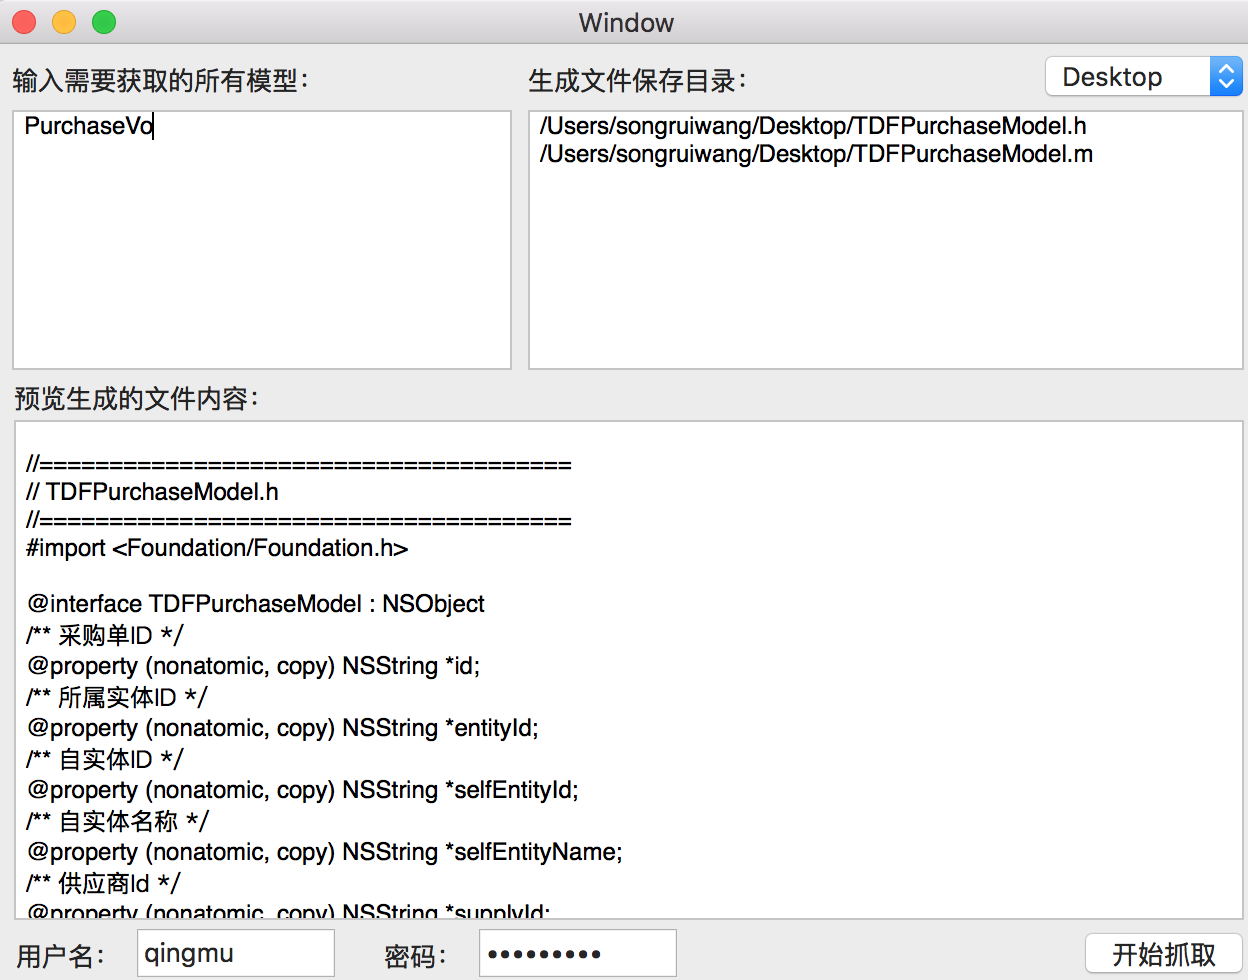 Window
输入需要获取的所有模型：
生成文件保存目录：
Desktop
PurchaseVo
/Users/songruiwang/Desktop/TDFPurchaseModel.h
/Users/songruiwang/Desktop/TDFPurchaseModel.m
预览生成的文件内容：
//======================================
// TDFPurchaseModel.h
//======================================
#import <Foundation/Foundation.h>
@interface TDFPurchaseModel : NSObject
/** 采购单ID */
@property (nonatomic, copy) NSString *id;
/** 所属实体ID */
@property (nonatomic, copy) NSString *entityId;
/** 自实体ID */
@property (nonatomic, copy) NSString *selfEntityId;
/** 自实体名称 */
@property (nonatomic, copy) NSString *selfEntityName;
/** 供应商Id */
@property (nonatomic, copy) NSString *supplyId;
用户名：
qingmu
密码：
•••••••••
开始抓取